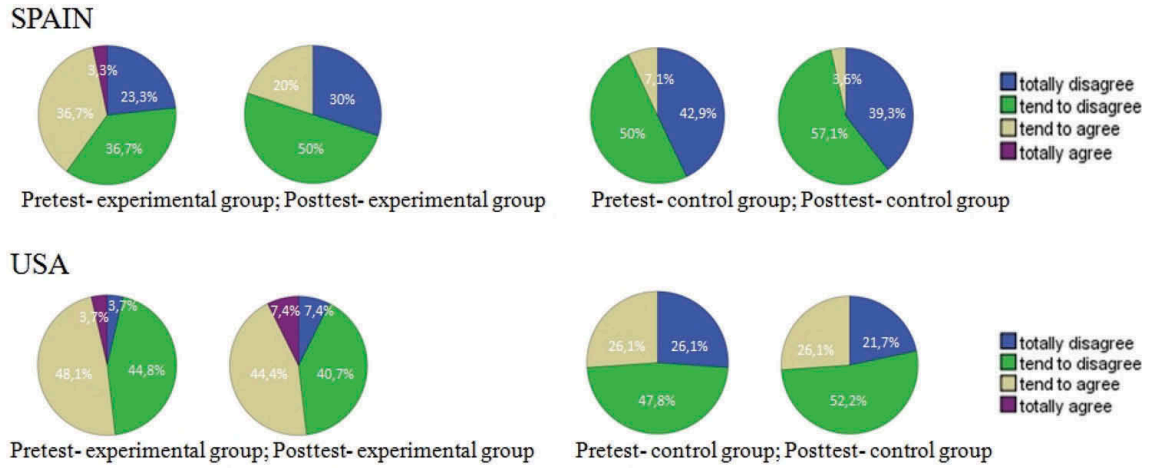 SPAIN
3,3%
23,3%
36,7%
36,7%
20%
30%
50%
7,1%
42,9%
50%
3,6%
39,3%
57,1%
totally disagree
tend to disagree
tend to agree
totally agree
Pretest- experimental group; Posttest- experimental group
Pretest- control group; Posttest- control group
USA
3,7%
3,7%
48,1%
44,8%
7,4%
7,4%
44,4%
40,7%
26,1%
26,1%
47,8%
26,1%
21,7%
52,2%
totally disagree
tend to disagree
tend to agree
totally agree
Pretest- experimental group; Posttest- experimental group
Pretest- control group; Posttest- control group